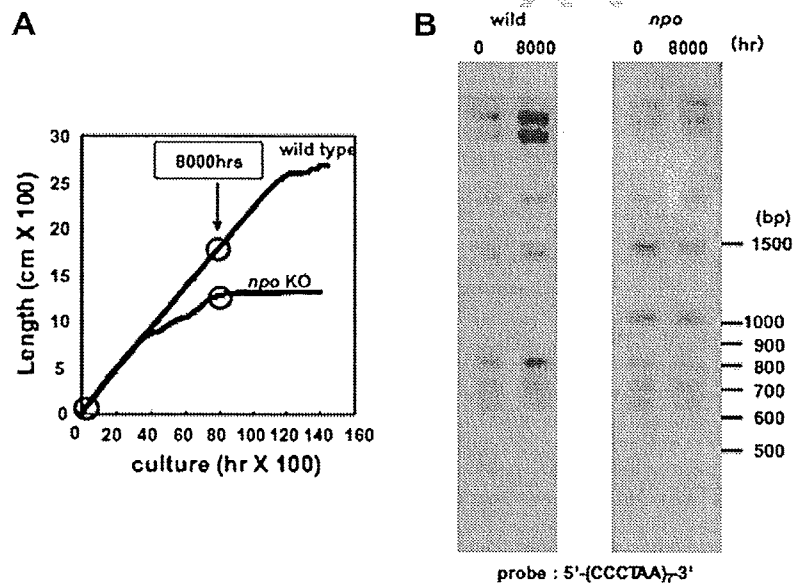 A
30
25
20
15
10
5
0
Length (cm X 100)
8000hrs
wild type
npo KO
0 20 40 60 80 100 120 140 160
culture (hr X 100)
B
wild npo
0 8000 0 8000 (hr)
(bp)
1500
1000
900
800
700
600
500
probe : 5'-(CCCTAA)7-3'